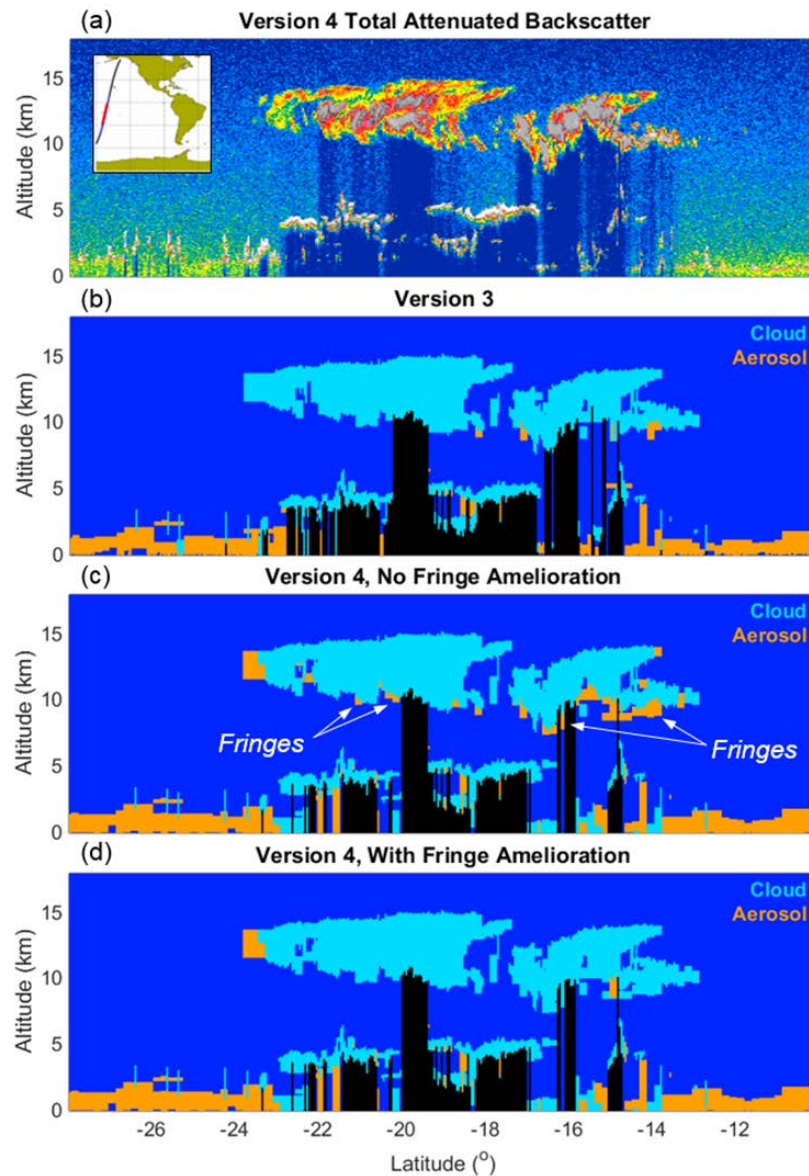 (a)
Version 4 Total Attenuated Backscatter
Altitude (km)
15
10
5
0
(b)
Version 3
Cloud
Aerosol
Altitude (km)
15
10
5
0
(c)
Version 4, No Fringe Amelioration
Cloud
Aerosol
Altitude (km)
15
10
5
0
Fringes
Fringes
(d)
Version 4, With Fringe Amelioration
Cloud
Aerosol
Altitude (km)
15
10
5
0
-26 -24 -22 -20 -18 -16 -14 -12
Latitude (°)